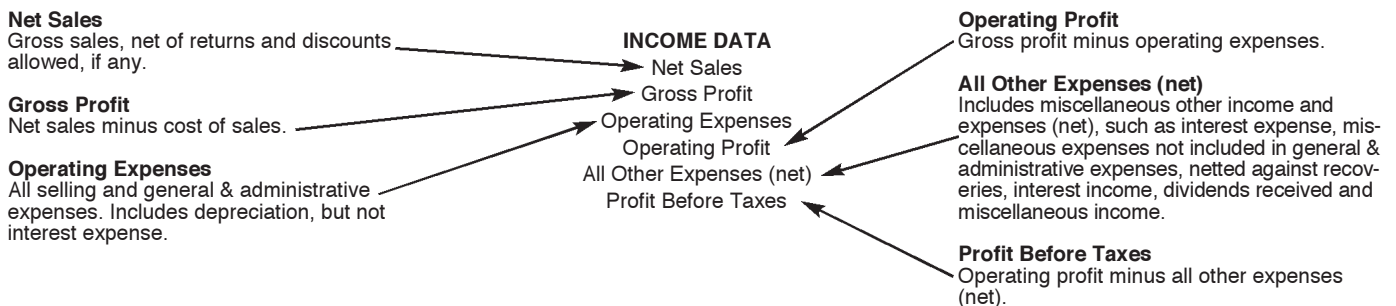 Net Sales
Gross sales, net of returns and discounts
allowed, if any.
Gross Profit
Net sales minus cost of sales.
Operating Expenses
All selling and general & administrative
expenses. Includes depreciation, but not
interest expense.
INCOME DATA
Net Sales
Gross Profit
Operating Expenses
Operating Profit
All Other Expenses (net)
Profit Before Taxes
Operating Profit
Gross profit minus operating expenses.
All Other Expenses (net)
Includes miscellaneous other income and
expenses (net), such as interest expense, mis-
cellaneous expenses not included in general &
administrative expenses, netted against recov-
eries, interest income, dividends received and
miscellaneous income.
Profit Before Taxes
Operating profit minus all other expenses
(net).